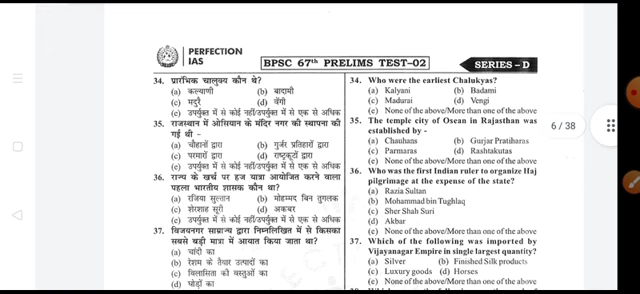 PERFECTION
IAS
BPSC 67th PRELIMS TEST–02
SERIES – D
34. प्रारंभिक चालुक्य कौन थे?
(a) कल्याणी (b) बादामी
(c) मदुरै (d) वेंगी
(e) उपर्युक्त में से कोई नहीं/उपर्युक्त में से एक से अधिक
35. राजस्थान में ओसियान के मंदिर नगर की स्थापना की
गई थी -
(a) चौहानों द्वारा (b) गुर्जर प्रतिहारों द्वारा
(c) परमारों द्वारा (d) राष्ट्रकूटों द्वारा
(e) उपर्युक्त में से कोई नहीं/उपर्युक्त में से एक से अधिक
36. राज्य के खर्च पर हज यात्रा आयोजित करने वाला
पहला भारतीय शासक कौन था?
(a) रजिया सुल्तान (b) मोहम्मद बिन तुगलक
(c) शेरशाह सूरी (d) अकबर
(e) उपर्युक्त में से कोई नहीं/उपर्युक्त में से एक से अधिक
37. विजयनगर साम्राज्य द्वारा निम्नलिखित में से किसका
सबसे बड़ी मात्रा में आयात किया जाता था?
(a) चांदी का
(b) रेशम के तैयार उत्पादों का
(c) विलासिता की वस्तुओं का
(d) घोड़ों का
34. Who were the earliest Chalukyas?
(a) Kalyani (b) Badami
(c) Madurai (d) Vengi
(e) None of the above/More than one of the above
35. The temple city of Osean in Rajasthan was
established by -
(a) Chauhans (b) Gurjar Pratiharas
(c) Parmaras (d) Rashtakutas
(e) None of the above/More than one of the above
36. Who was the first Indian ruler to organize Haj
pilgrimage at the expense of the state?
(a) Razia Sultan
(b) Mohammad bin Tughlaq
(c) Sher Shah Suri
(d) Akbar
(e) None of the above/More than one of the above
37. Which of the following was imported by
Vijayanagar Empire in single largest quantity?
(a) Silver (b) Finished Silk products
(c) Luxury goods (d) Horses
(e) None of the above/More than one of the above
6 / 38